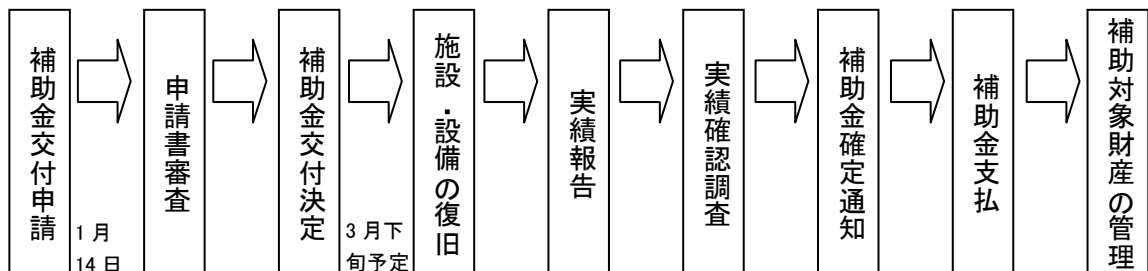 補助金交付申請
1月
14日
申請書審査
補助金交付決定
3月下
旬予定
施設・設備の復旧
実績報告
実績確認調査
補助金確定通知
補助金支払
補助対象財産の管理